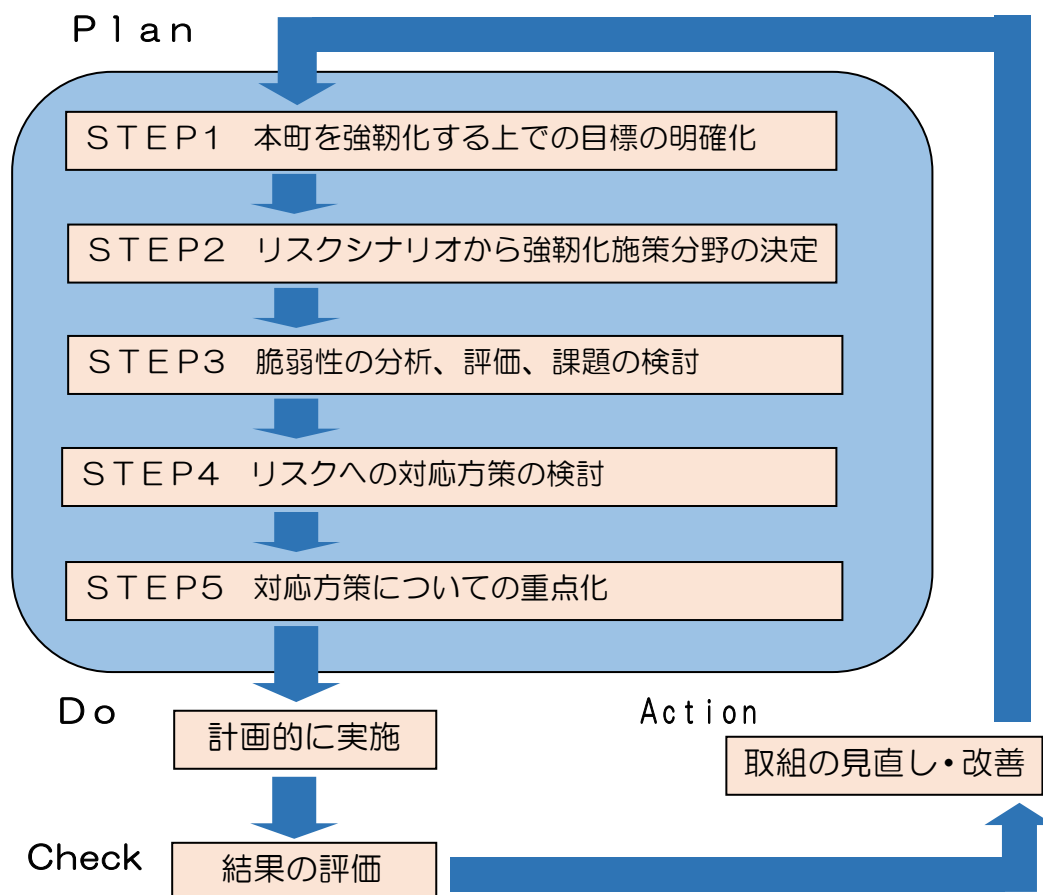 Plan
STEP1 本町を強靭化する上での目標の明確化
STEP2 リスクシナリオから強靭化施策分野の決定
STEP3 脆弱性の分析、評価、課題の検討
STEP4 リスクへの対応方策の検討
STEP5 対応方策についての重点化
Do
計画的に実施
Check
結果の評価
Action
取組の見直し・改善